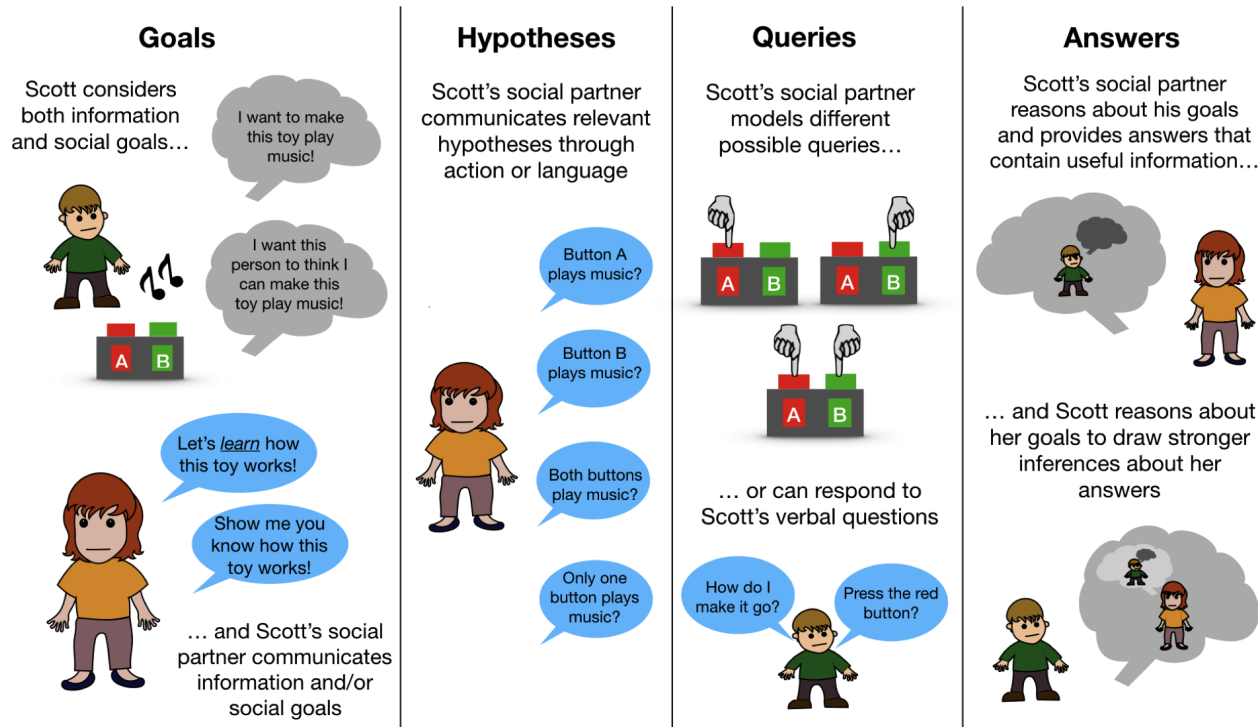 Goals
Scott considers
both information
and social goals…
I want to make
this toy play
music!
I want this
person to think I
can make this
toy play music!
A B
Let's learn how
this toy works!
Show me you
know how this
toy works!
… and Scott's social
partner communicates
information and/or
social goals
Hypotheses
Scott's social partner
communicates relevant
hypotheses through
action or language
Button A
plays music?
Button B
plays music?
Both buttons
play music?
Only one
button plays
music?
Queries
Scott's social partner
models different
possible queries…
A B
A B
A B
… or can respond to
Scott's verbal questions
How do I
make it go?
Press the red
button?
Answers
Scott's social partner
reasons about his goals
and provides answers that
contain useful information…
… and Scott reasons about
her goals to draw stronger
inferences about her
answers